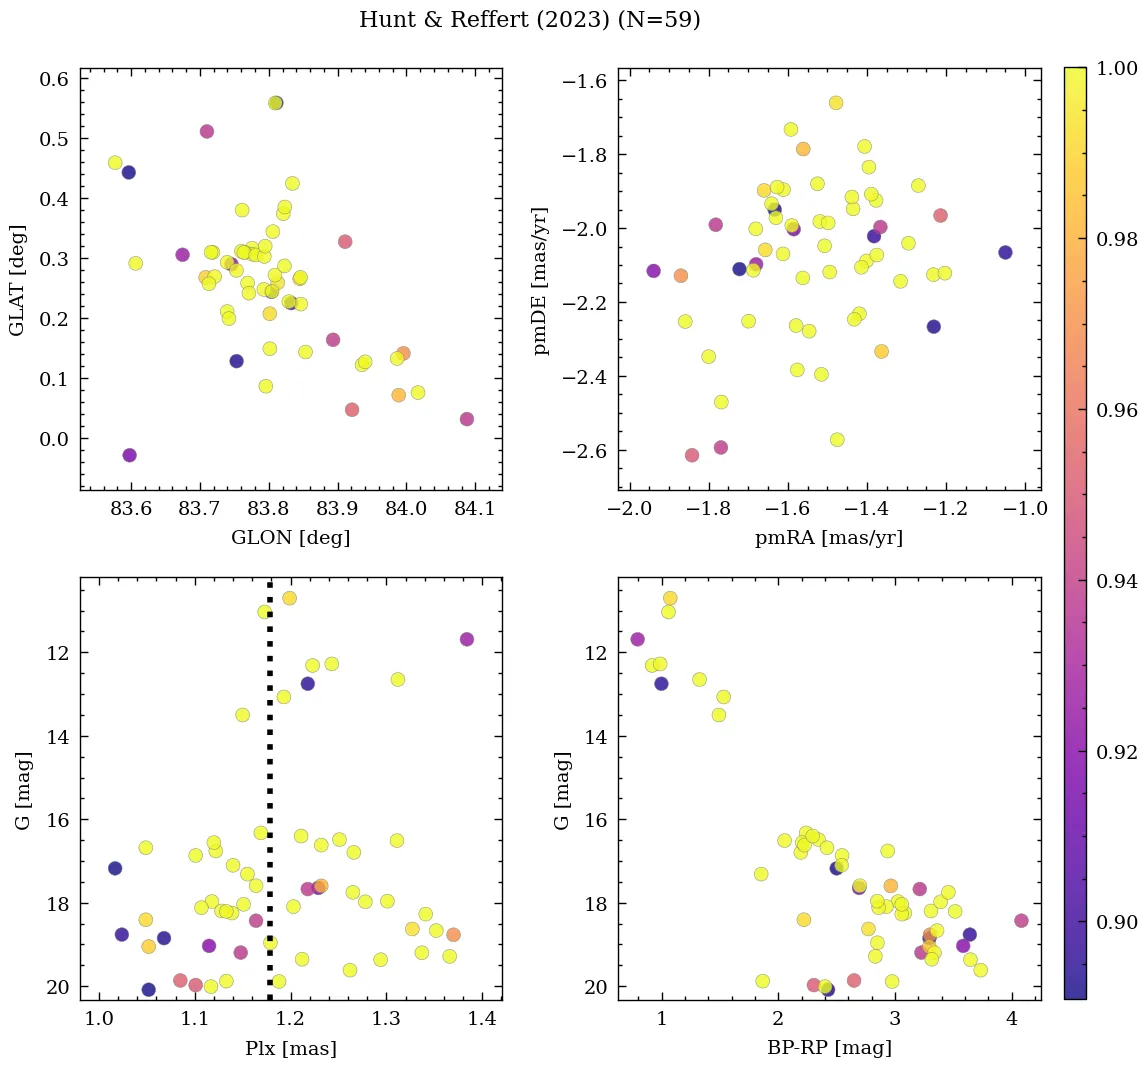 Hunt & Reffert (2023) (N=59)
0.6
0.5
0.4
0.3
0.2
0.1
0.0
GLAT [deg]
83.6 83.7 83.8 83.9 84.0 84.1
GLON [deg]
−1.6
−1.8
−2.0
−2.2
−2.4
−2.6
pmDE [mas/yr]
−2.0 −1.8 −1.6 −1.4 −1.2 −1.0
pmRA [mas/yr]
12
14
16
18
20
G [mag]
1.0 1.1 1.2 1.3 1.4
Plx [mas]
12
14
16
18
20
G [mag]
1 2 3 4
BP-RP [mag]
1.00
0.98
0.96
0.94
0.92
0.90